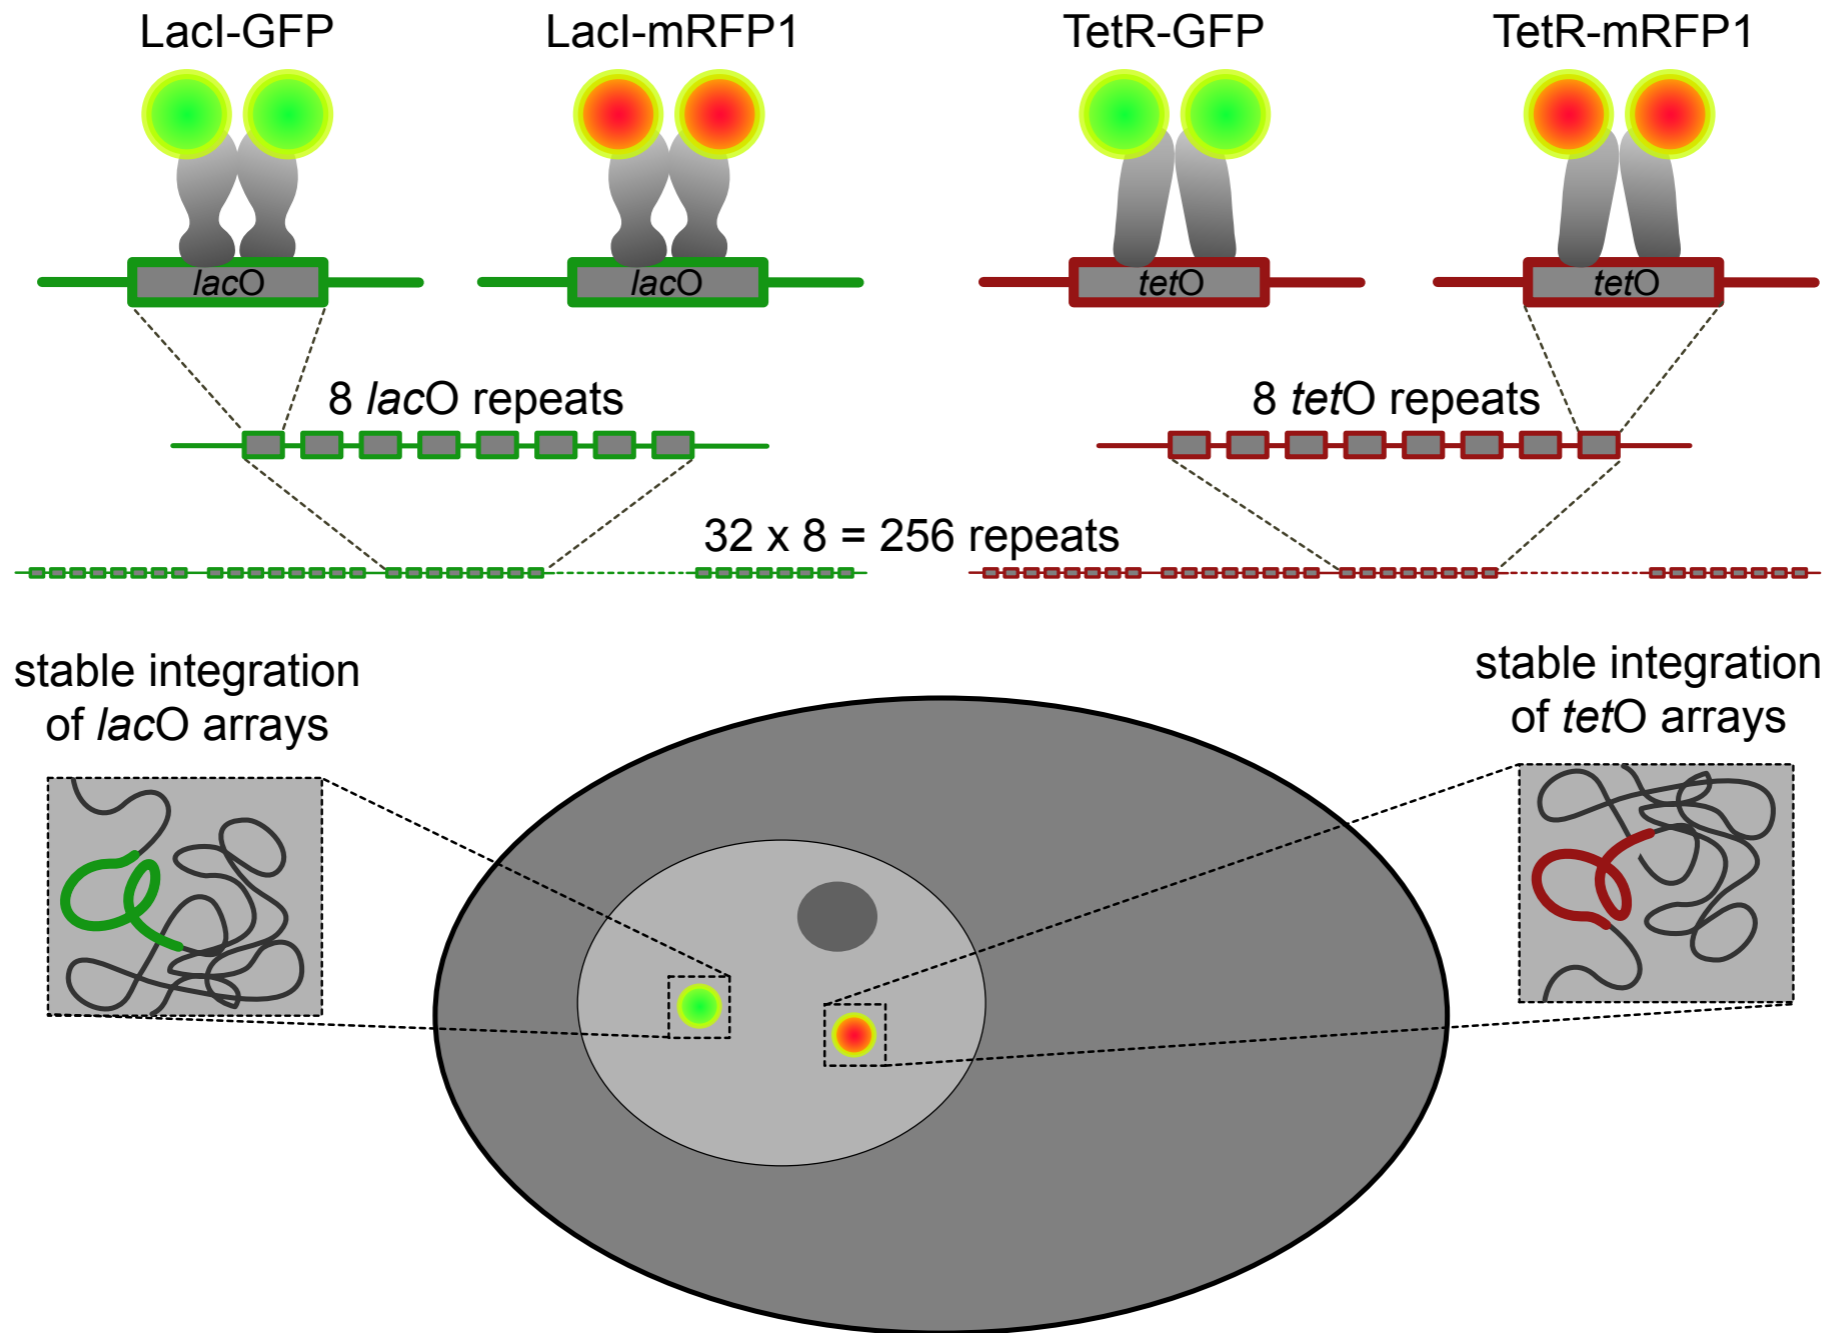 LacI-GFP
LacI-mRFP1
TetR-GFP
TetR-mRFP1
lacO
lacO
tetO
tetO
8 lacO repeats
8 tetO repeats
32 x 8 = 256 repeats
stable integration
of lacO arrays
stable integration
of tetO arrays